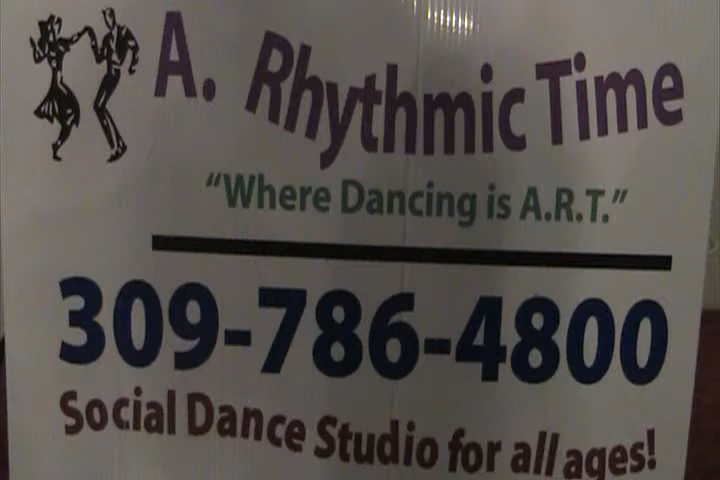 A. Rhythmic Time
"Where Dancing is A.R.T."
309-786-4800
Social Dance Studio for all ages!